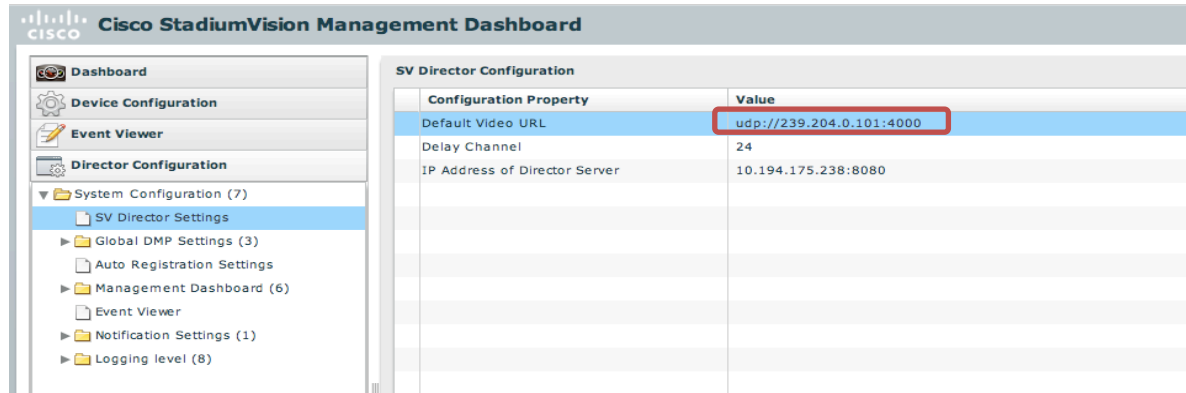 CISCO Cisco StadiumVision Management Dashboard
Dashboard
Device Configuration
Event Viewer
Director Configuration
System Configuration (7)
SV Director Settings
Global DMP Settings (3)
Auto Registration Settings
Management Dashboard (6)
Event Viewer
Notification Settings (1)
Logging level (8)
SV Director Configuration
Configuration Property Value
Default Video URL udp://239.204.0.101:4000
Delay Channel 24
IP Address of Director Server 10.194.175.238:8080